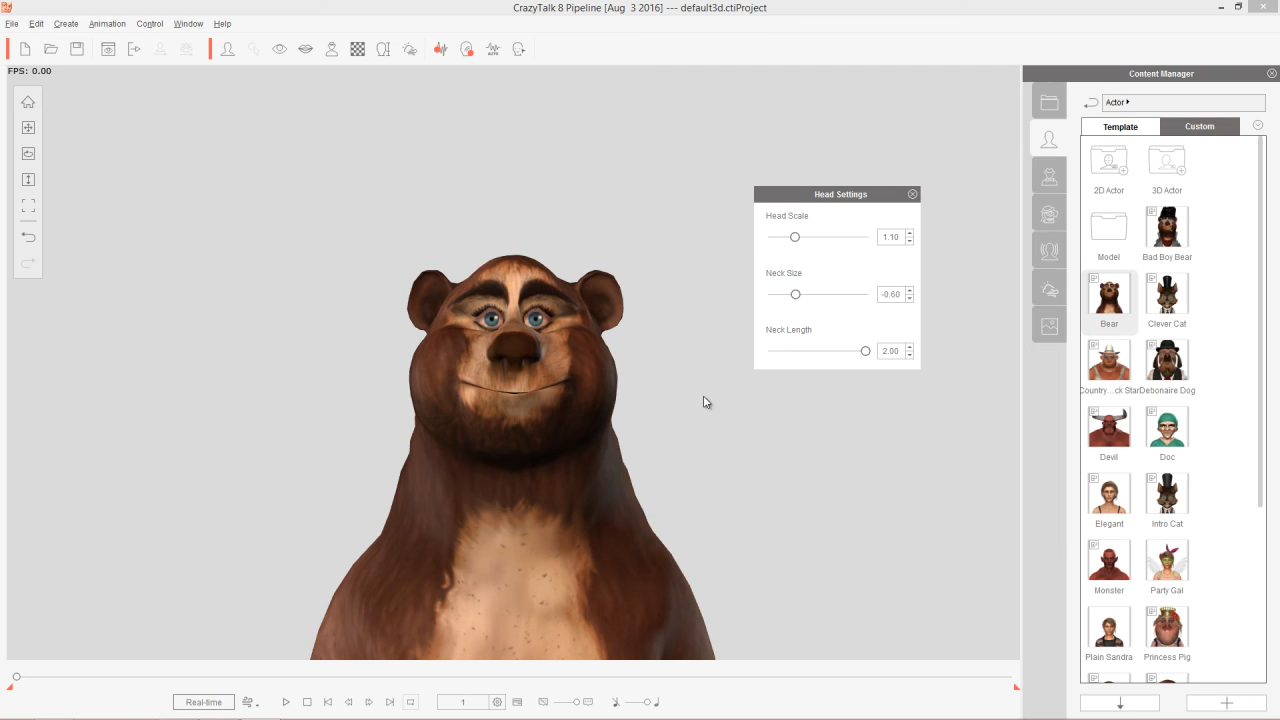 CrazyTalk 8 Pipeline [Aug 3 2016] --- default3d.ctiProject
File Edit Create Animation Control Window Help
FPS: 0.00
Content Manager
Actor
Template Custom
2D Actor 3D Actor
Model Bad Boy Bear
Bear Clever Cat
Country...ck Star Debonaire Dog
Devil Doc
Elegant Intro Cat
Monster Party Gal
Plain Sandra Princess Pig
Head Settings
Head Scale
1.10
Neck Size
-0.60
Neck Length
2.00
AUTO
Real-time
1